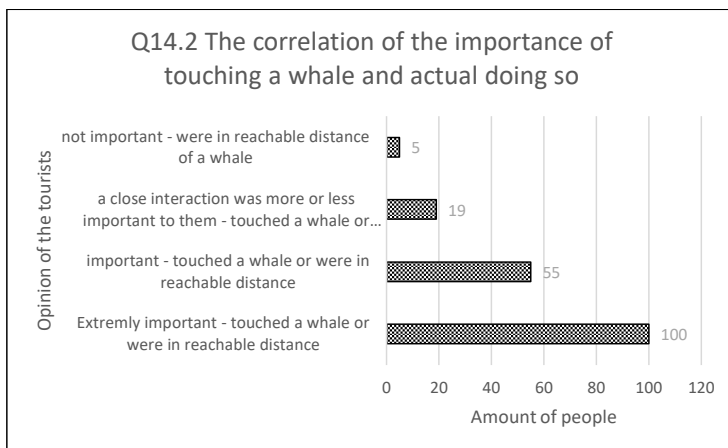 Q14.2 The correlation of the importance of
touching a whale and actual doing so
Opinion of the tourists
not important - were in reachable distance
of a whale
5
a close interaction was more or less
important to them - touched a whale or...
19
important - touched a whale or were in
reachable distance
55
Extremly important - touched a whale or
were in reachable distance
100
0 20 40 60 80 100 120
Amount of people